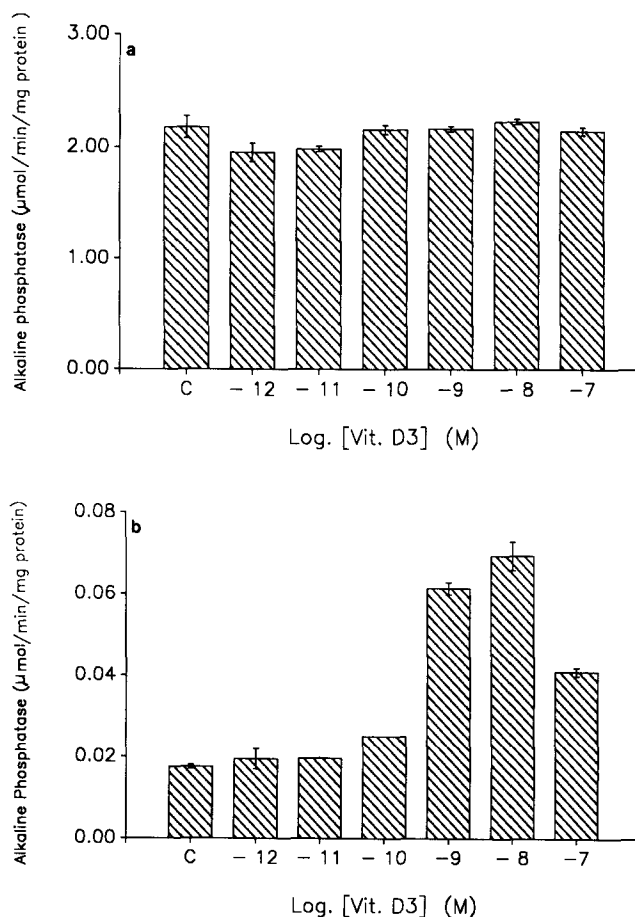 a
Alkaline phosphatase (μmol/min/mg protein)
3.00
2.00
1.00
0.00
C
-12
-11
-10
-9
-8
-7
Log. [Vit. D3] (M)
b
Alkaline Phosphatase (μmol/min/mg protein)
0.08
0.06
0.04
0.02
0.00
C
-12
-11
-10
-9
-8
-7
Log. [Vit. D3] (M)